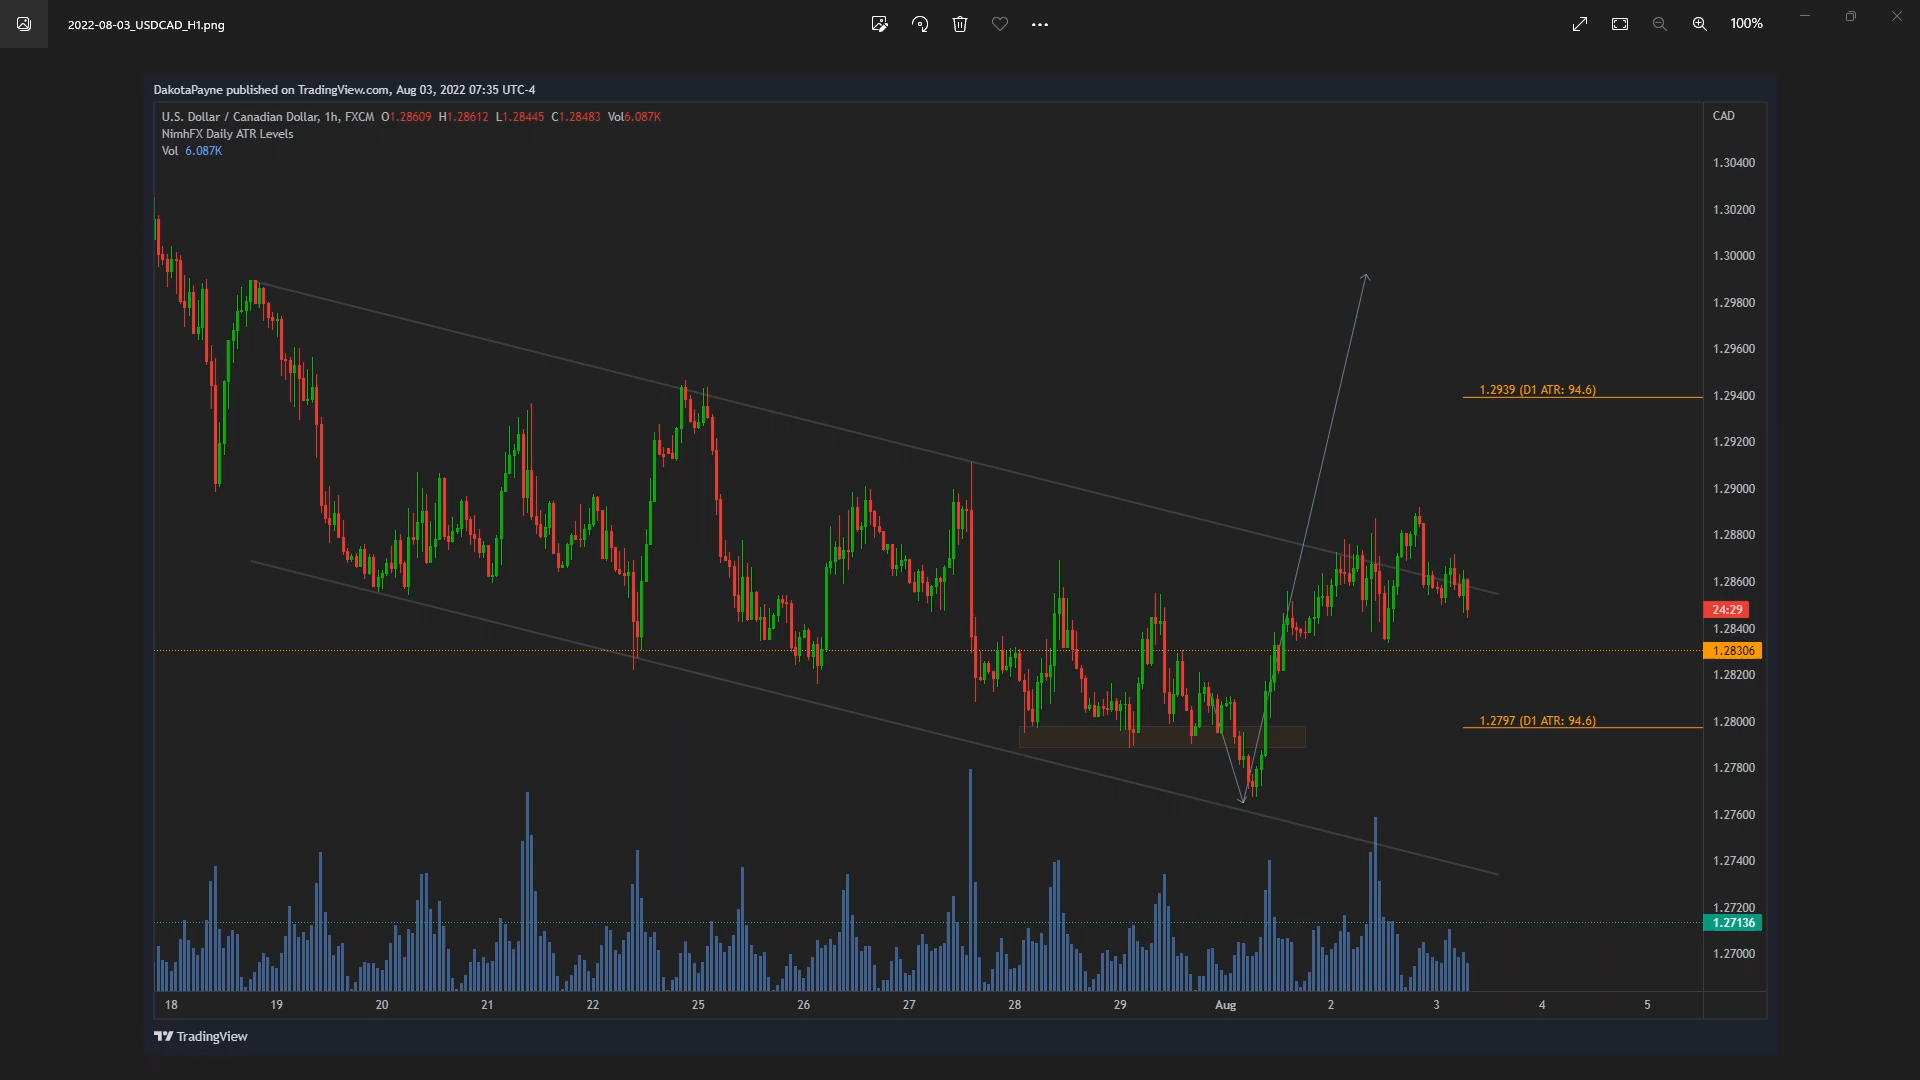 2022-08-03_USDCAD_H1.png
100%
DakotaPayne published on TradingView.com, Aug 03, 2022 07:35 UTC-4
U.S. Dollar / Canadian Dollar, 1h, FXCM O1.28609 H1.28612 L1.28445 C1.28483 Vol6.087K
NimhFX Daily ATR Levels
Vol 6.087K
CAD
1.30400
1.30200
1.30000
1.29800
1.29600
1.2939 (D1 ATR: 94.6)
1.29400
1.29200
1.29000
1.28800
1.28600
24:29
1.28400
1.28306
1.28200
1.2797 (D1 ATR: 94.6)
1.28000
1.27800
1.27600
1.27400
1.27200
1.27136
1.27000
18 19 20 21 22 25 26 27 28 29 Aug 2 3 4 5
TradingView